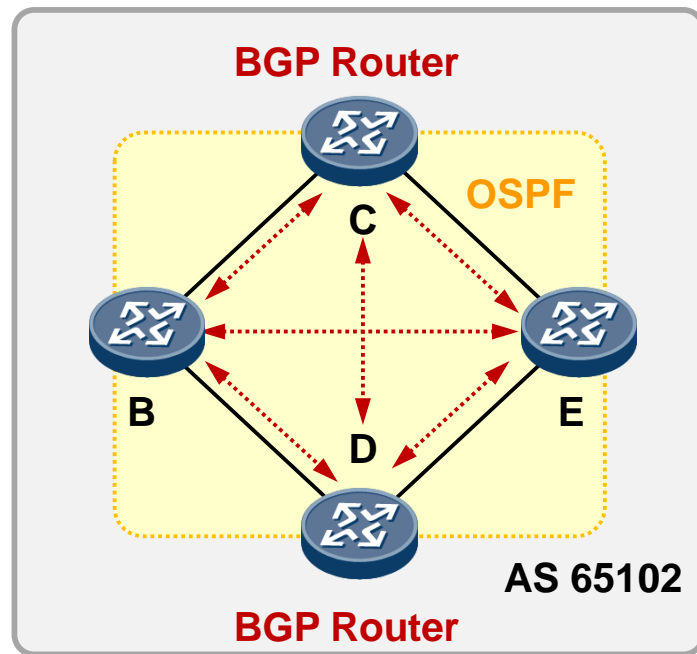 BGP Router
OSPF
C
B
E
D
AS 65102
BGP Router